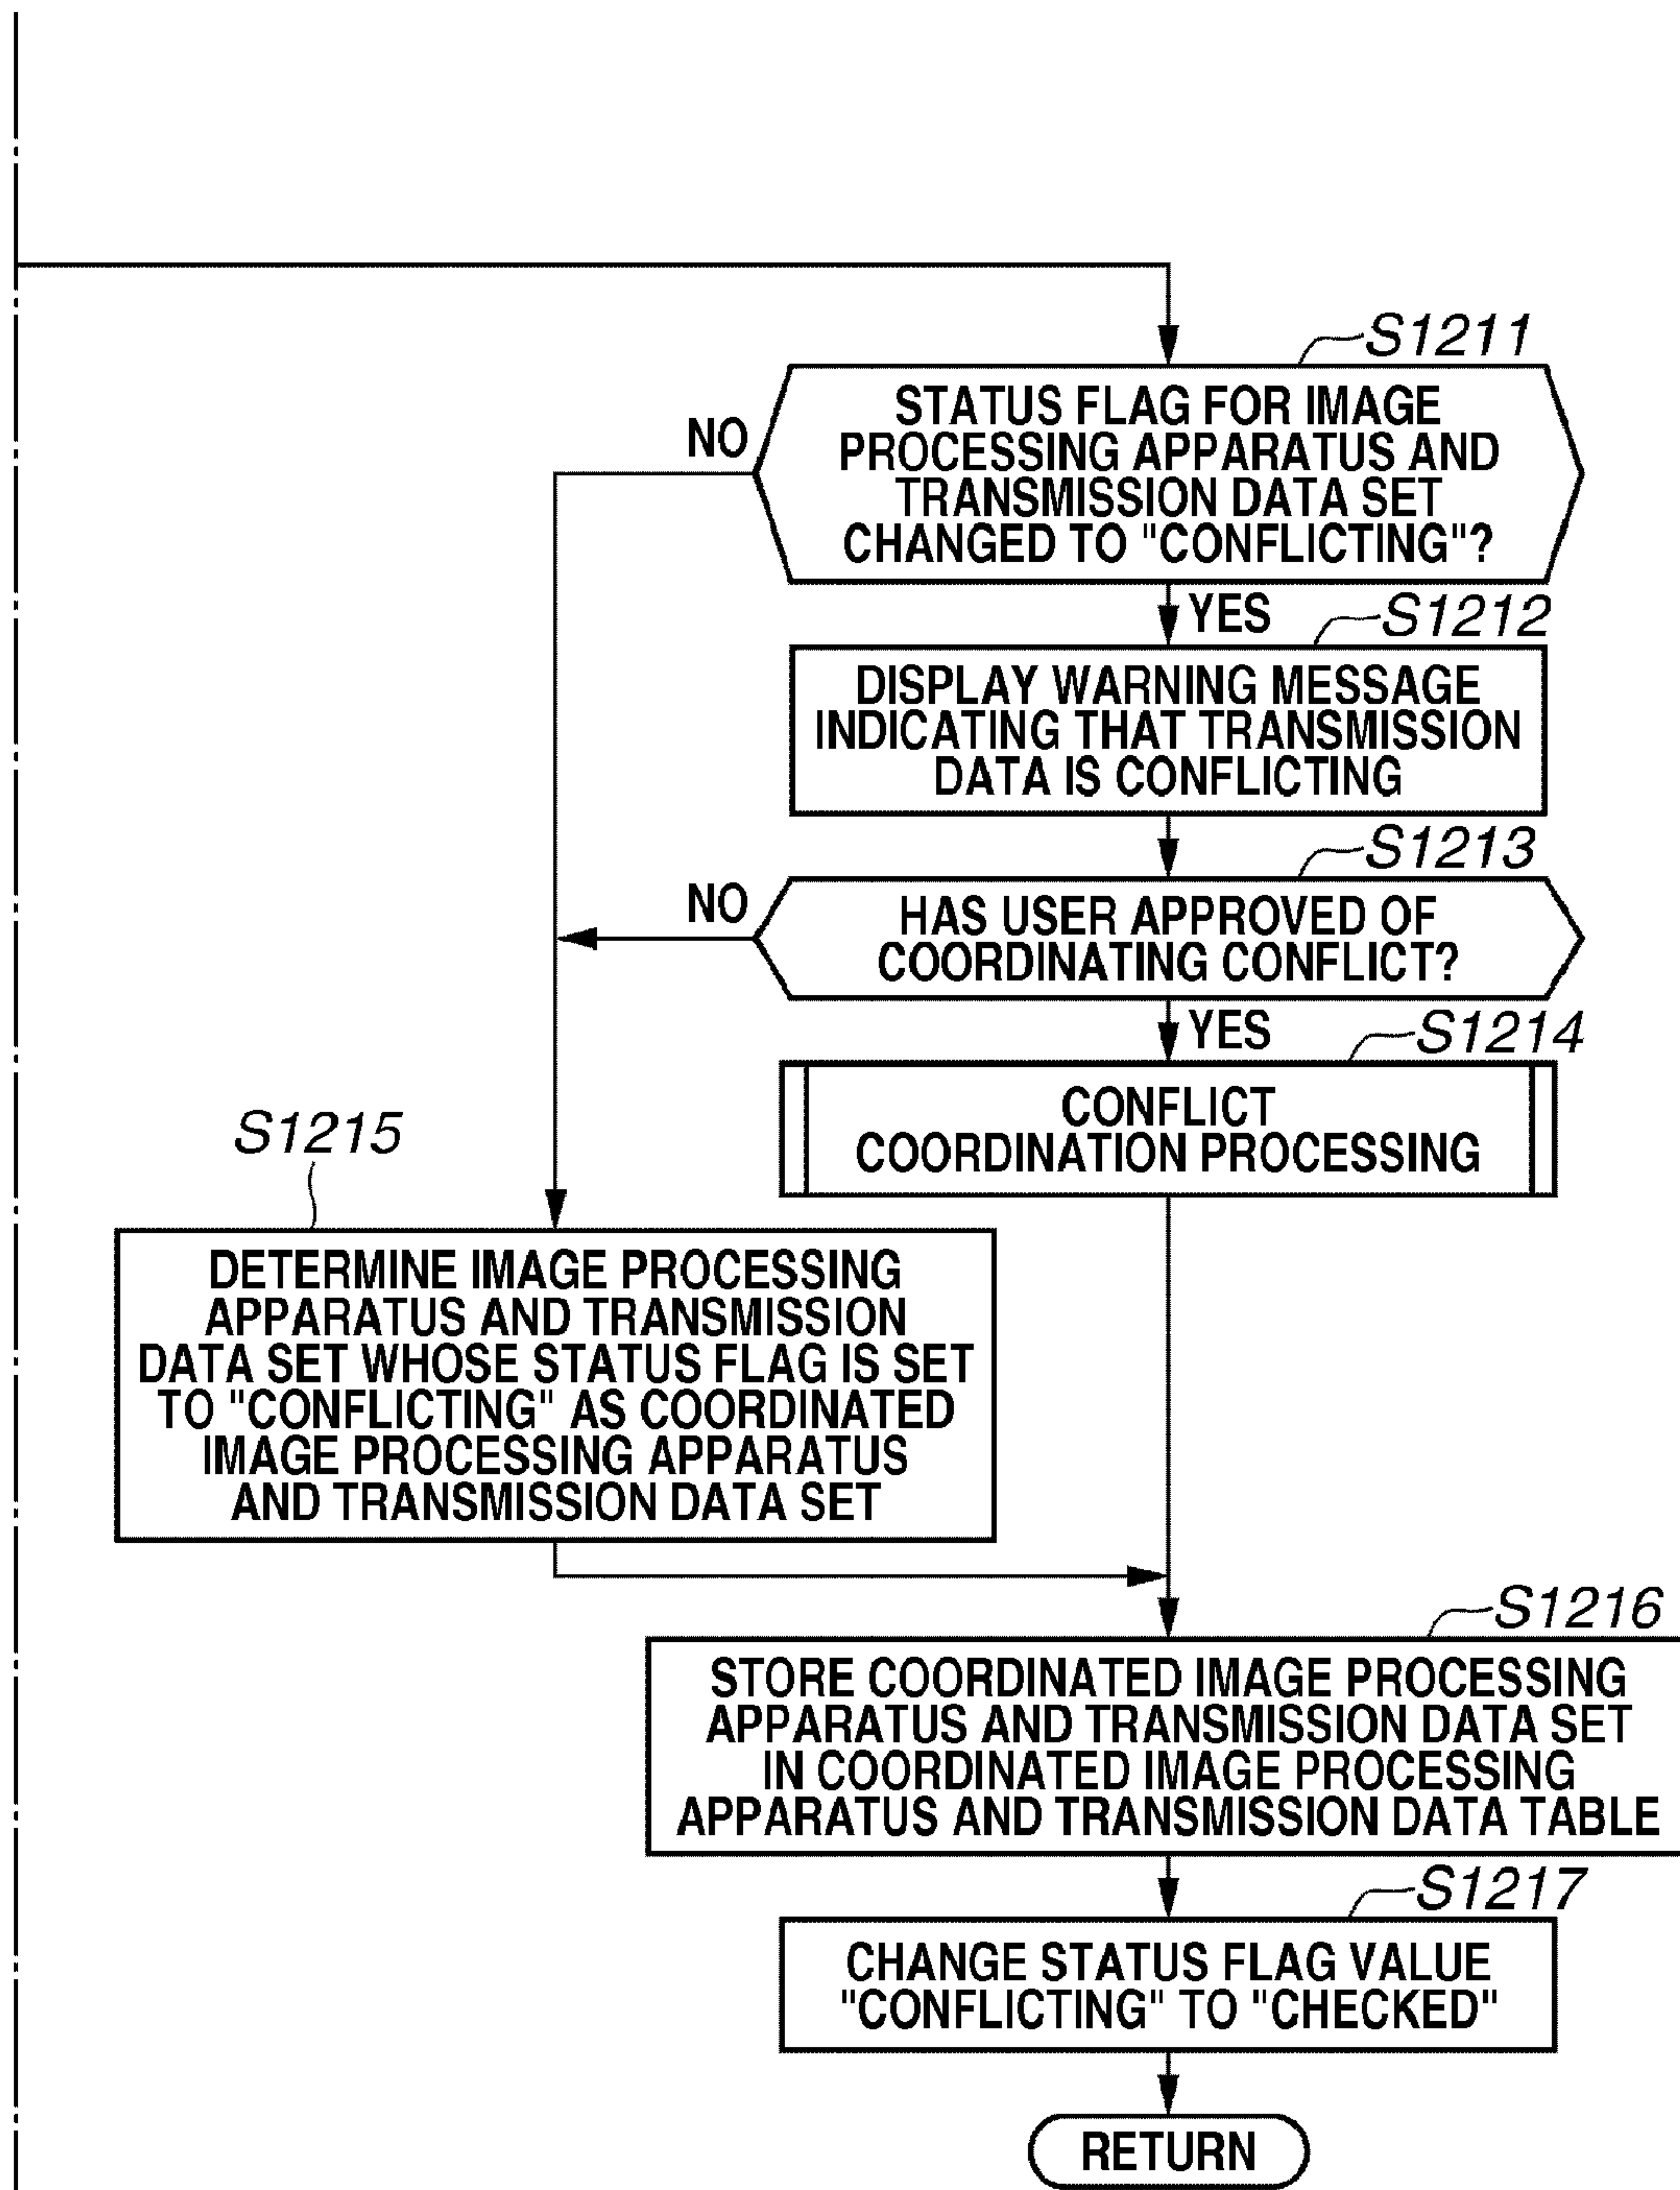 S1211
STATUS FLAG FOR IMAGE
PROCESSING APPARATUS AND
TRANSMISSION DATA SET
CHANGED TO "CONFLICTING"?
NO
YES
S1212
DISPLAY WARNING MESSAGE
INDICATING THAT TRANSMISSION
DATA IS CONFLICTING
S1213
NO
HAS USER APPROVED OF
COORDINATING CONFLICT?
YES
S1214
CONFLICT
COORDINATION PROCESSING
S1215
DETERMINE IMAGE PROCESSING
APPARATUS AND TRANSMISSION
DATA SET WHOSE STATUS FLAG IS SET
TO "CONFLICTING" AS COORDINATED
IMAGE PROCESSING APPARATUS
AND TRANSMISSION DATA SET
S1216
STORE COORDINATED IMAGE PROCESSING
APPARATUS AND TRANSMISSION DATA SET
IN COORDINATED IMAGE PROCESSING
APPARATUS AND TRANSMISSION DATA TABLE
S1217
CHANGE STATUS FLAG VALUE
"CONFLICTING" TO "CHECKED"
RETURN